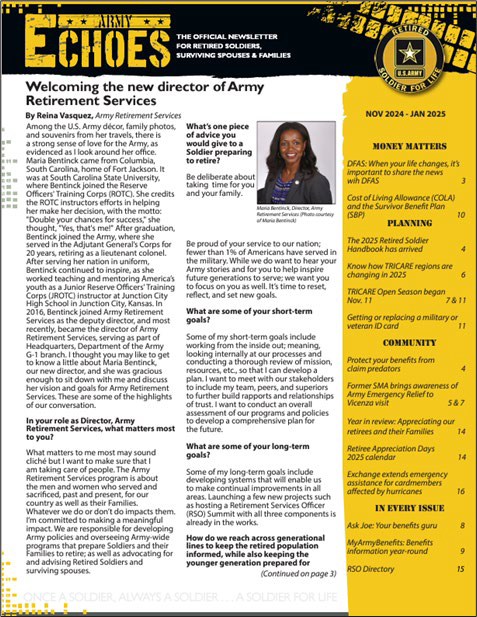 ARMY
ECHOES
THE OFFICIAL NEWSLETTER
FOR RETIRED SOLDIERS,
SURVIVING SPOUSES & FAMILIES
RETIRED
U.S. ARMY
SOLDIER FOR LIFE
Welcoming the new director of Army
Retirement Services
By Reina Vasquez, Army Retirement Services
Among the U.S. Army décor, family photos,
and souvenirs from her travels, there is
a strong sense of love for the Army, as
evidenced as I look around her office.
Maria Bentinck came from Columbia,
South Carolina, home of Fort Jackson. It
was at South Carolina State University,
where Bentinck joined the Reserve
Officers' Training Corps (ROTC). She credits
the ROTC instructors efforts in helping
her make her decision, with the motto:
"Double your chances for success," she
thought, "Yes, that's me!" After graduation,
Bentinck joined the Army, where she
served in the Adjutant General's Corps for
20 years, retiring as a lieutenant colonel.
After serving her nation in uniform,
Bentinck continued to inspire, as she
worked teaching and mentoring America's
youth as a Junior Reserve Officers' Training
Corps (JROTC) instructor at Junction City
High School in Junction City, Kansas. In
2016, Bentinck joined Army Retirement
Services as the deputy director, and most
recently, became the director of Army
Retirement Services, serving as part of
Headquarters, Department of the Army
G-1 branch. I thought you may like to get
to know a little about Maria Bentinck,
our new director, and she was gracious
enough to sit down with me and discuss
her vision and goals for Army Retirement
Services. These are some of the highlights
of our conversation.
In your role as Director, Army
Retirement Services, what matters most
to you?
What matters to me most may sound
cliché but I want to make sure that I
am taking care of people. The Army
Retirement Services program is about
the men and women who served and
sacrificed, past and present, for our
country as well as their Families.
Whatever we do or don't do impacts them.
I'm committed to making a meaningful
impact. We are responsible for developing
Army policies and overseeing Army-wide
programs that prepare Soldiers and their
Families to retire; as well as advocating for
and advising Retired Soldiers and
surviving spouses.
What's one piece
of advice you
would give to a
Soldier preparing
to retire?
Be deliberate about
taking time for you
and your family.
Maria Bentinck, Director, Army
Retirement Services (Photo courtesy
of Maria Bentinck)
Be proud of your service to our nation;
fewer than 1% of Americans have served in
the military. While we do want to hear your
Army stories and for you to help inspire
future generations to serve; we want you
to focus on you as well. It's time to reset,
reflect, and set new goals.
What are some of your short-term
goals?
Some of my short-term goals include
working from the inside out; meaning,
looking internally at our processes and
conducting a thorough review of mission,
resources, etc., so that I can develop a
plan. I want to meet with our stakeholders
to include my team, peers, and superiors
to further build rapports and relationships
of trust. I want to conduct an overall
assessment of our programs and policies
to develop a comprehensive plan for
the future.
What are some of your long-term
goals?
Some of my long-term goals include
developing systems that will enable us
to make continual improvements in all
areas. Launching a few new projects such
as hosting a Retirement Services Officer
(RSO) Summit with all three components is
already in the works.
How do we reach across generational
lines to keep the retired population
informed, while also keeping the
younger generation prepared for
(Continued on page 3)
NOV 2024 - JAN 2025
MONEY MATTERS
DFAS: When your life changes, it's
important to share the news
wih DFAS 3
Cost of Living Allowance (COLA)
and the Survivor Benefit Plan
(SBP) 10
PLANNING
The 2025 Retired Soldier
Handbook has arrived 4
Know how TRICARE regions are
changing in 2025 6
TRICARE Open Season began
Nov. 11 7 & 11
Getting or replacing a military or
veteran ID card 11
COMMUNITY
Protect your benefits from
claim predators 4
Former SMA brings awareness of
Army Emergency Relief to
Vicenza visit 5 & 7
Year in review: Appreciating our
retirees and their Families 14
Retiree Appreciation Days
2025 calendar 14
Exchange extends emergency
assistance for cardmembers
affected by hurricanes 16
IN EVERY ISSUE
Ask Joe: Your benefits guru 8
MyArmyBenefits: Benefits
information year-round 9
RSO Directory 15
ONCE A SOLDIER, ALWAYS A SOLDIER . . . A SOLDIER FOR LIFE